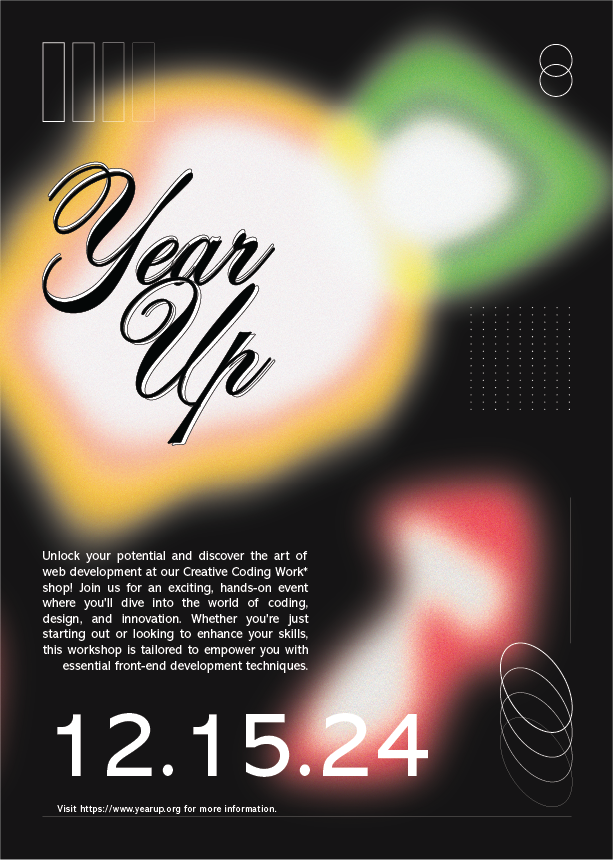 Year
Up
Unlock your potential and discover the art of
web development at our Creative Coding Work*
shop! Join us for an exciting, hands-on event
where you'll dive into the world of coding,
design, and innovation. Whether you're just
starting out or looking to enhance your skills,
this workshop is tailored to empower you with
essential front-end development techniques.
12.15.24
Visit https://www.yearup.org for more information.